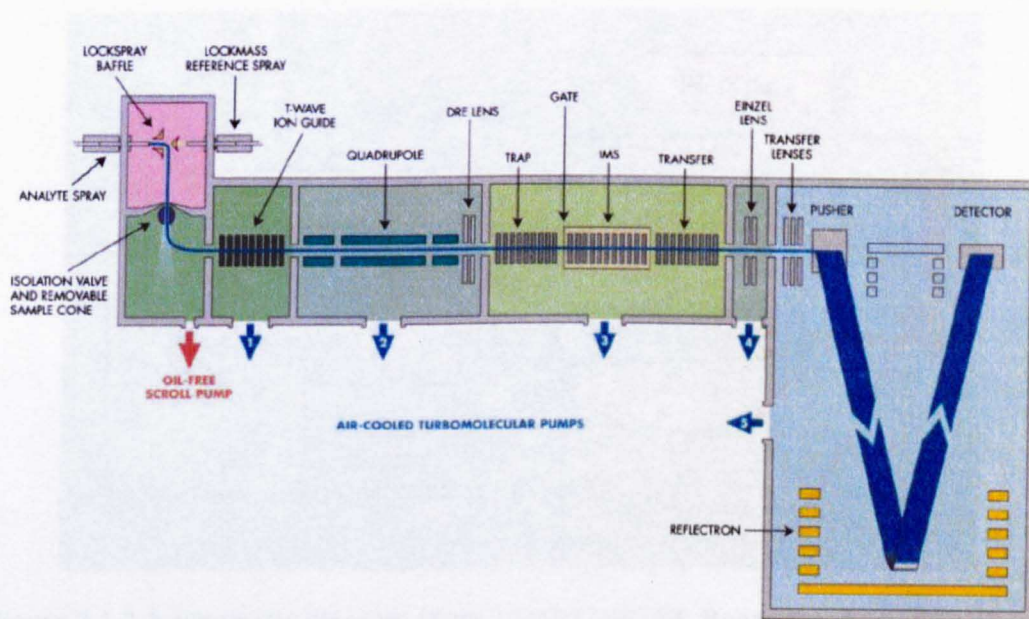 LOCKSPRAY
BAFFLE
LOCKMASS
REFERENCE SPRAY
T-WAVE
ION GUIDE
ANALYTE SPRAY
ISOLATION VALVE
AND REMOVABLE
SAMPLE CONE
QUADRUPOLE
DRE LENS
TRAP
GATE
IMS
TRANSFER
EINZEL
LENS
TRANSFER
LENSES
PUSHER
DETECTOR
1
2
3
4
5
OIL-FREE
SCROLL PUMP
AIR-COOLED TURBOMOLECULAR PUMPS
REFLECTRON